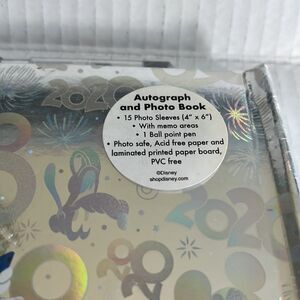 2020
Autograph
and Photo Book
• 15 Photo Sleeves (4" x 6")
• With memo areas
• 1 Ball point pen
• Photo safe, Acid free paper and
laminated printed paper board,
PVC free
©Disney
shopdisney.com